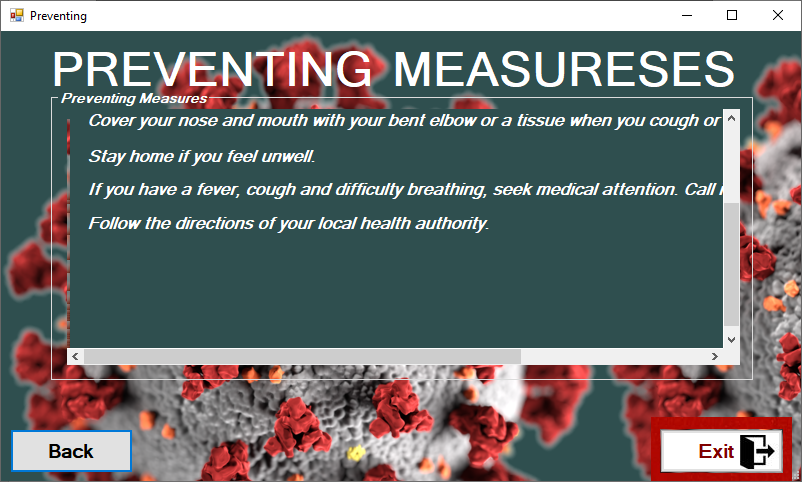 Preventing
PREVENTING MEASURESES
Preventing Measures
Cover your nose and mouth with your bent elbow or a tissue when you cough or
Stay home if you feel unwell.
If you have a fever, cough and difficulty breathing, seek medical attention. Call
Follow the directions of your local health authority.
Back
Exit